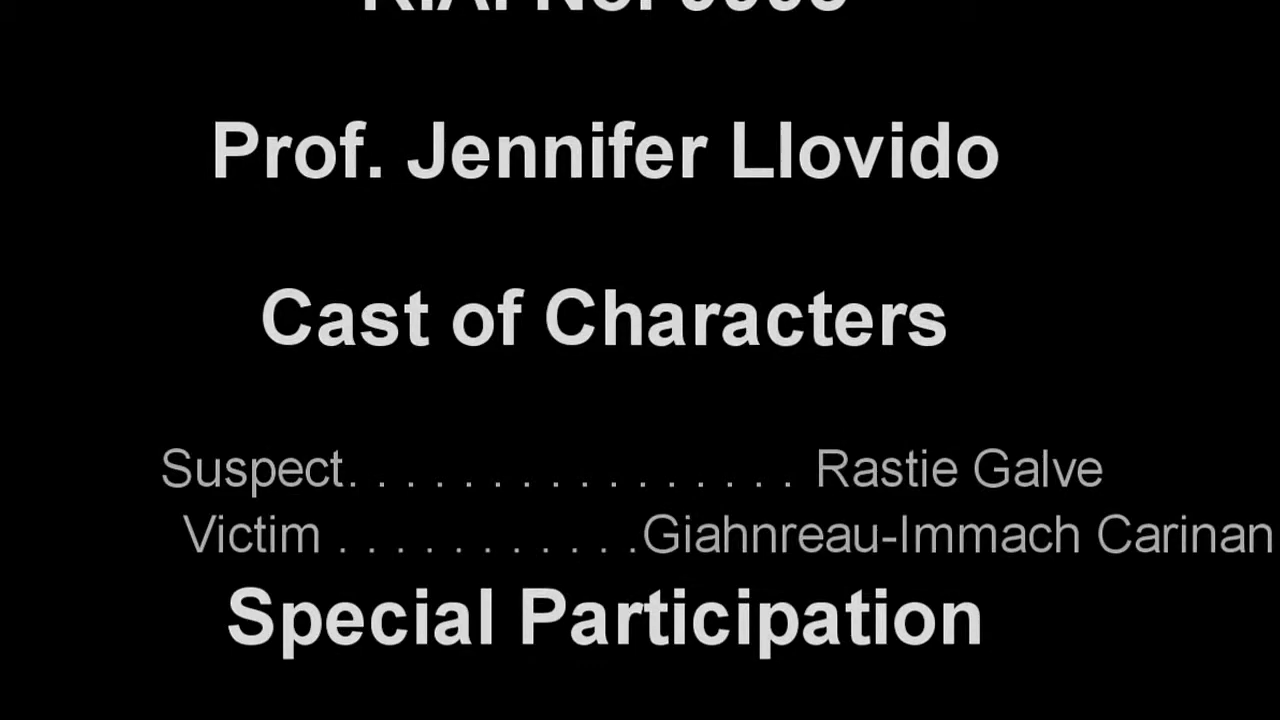 Prof. Jennifer Llovido
Cast of Characters
Suspect. . . . . . . . . . . . . . . . Rastie Galve
Victim . . . . . . . . . . .Giahnreau-Immach Carinan
Special Participation